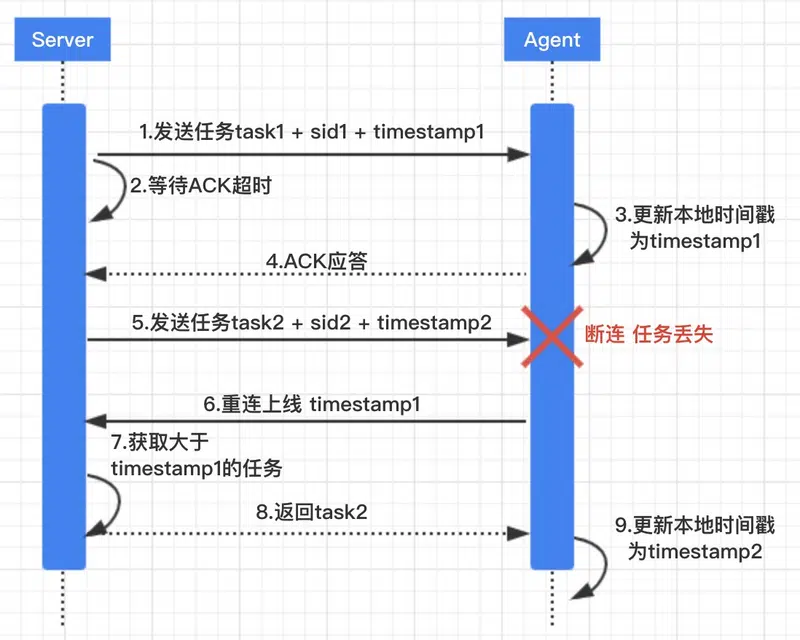 Server
Agent
1.发送任务task1 + sid1 + timestamp1
2.等待ACK超时
3.更新本地时间戳
为timestamp1
4.ACK应答
5.发送任务task2 + sid2 + timestamp2
断连 任务丢失
6.重连上线 timestamp1
7.获取大于
timestamp1的任务
8.返回task2
9.更新本地时间戳
为timestamp2